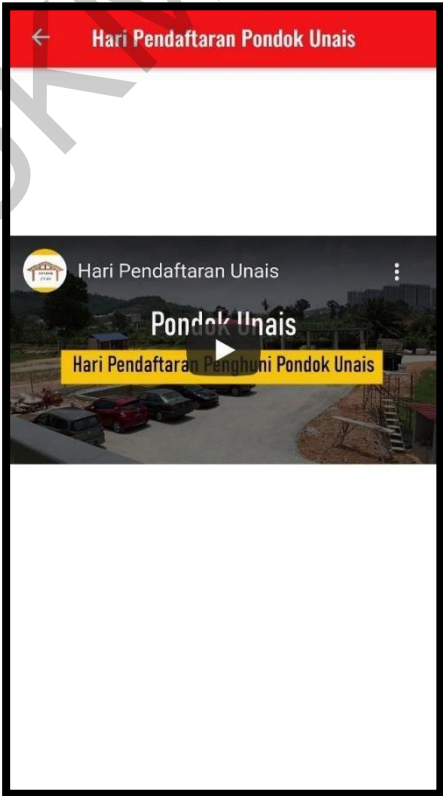 Hari Pendaftaran Pondok Unais
Hari Pendaftaran Unais
Pondok Unais
Hari Pendaftaran Penghuni Pondok Unais